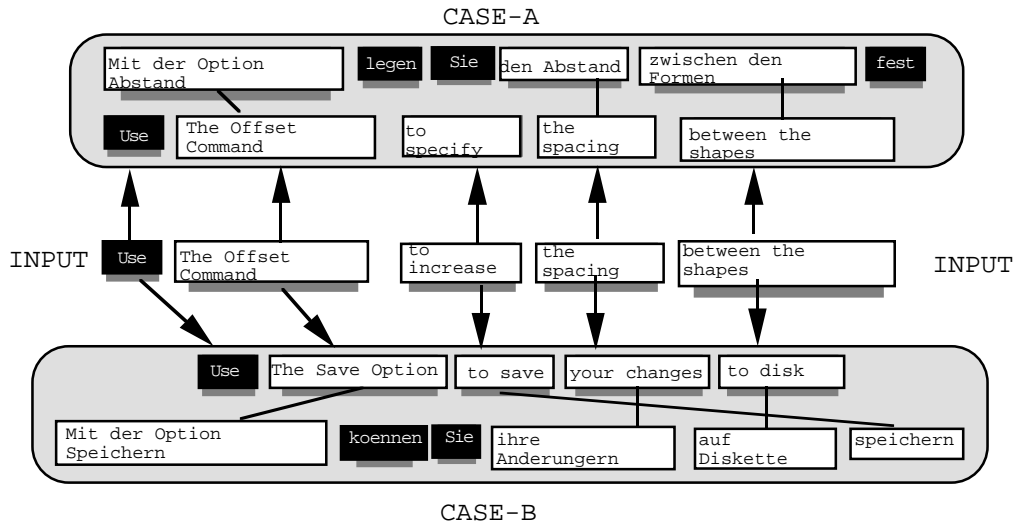 CASE-A
Mit der Option
Abstand
legen
Sie
den Abstand
zwischen den
Formen
fest
Use
The Offset
Command
to
specify
the
spacing
between the
shapes
INPUT
Use
The Offset
Command
to
increase
the
spacing
between the
shapes
INPUT
Use
The Save Option
to save
your changes
to disk
Mit der Option
Speichern
koennen
Sie
ihre
Anderungern
auf
Diskette
speichern
CASE-B